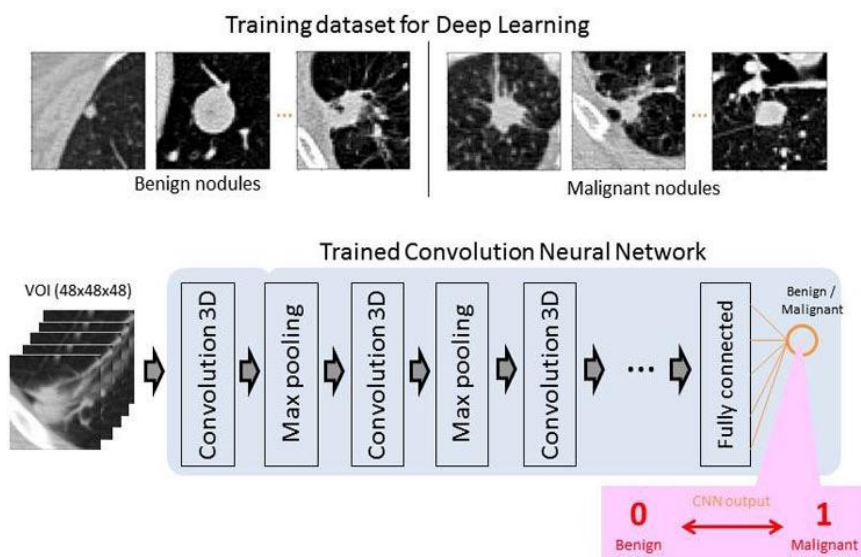 Training dataset for Deep Learning
...
Benign nodules
...
Malignant nodules
Trained Convolution Neural Network
VOI (48x48x48)
Convolution 3D
Max pooling
Convolution 3D
Max pooling
Convolution 3D
...
Fully connected
Benign /
Malignant
CNN output
0
1
Benign
Malignant